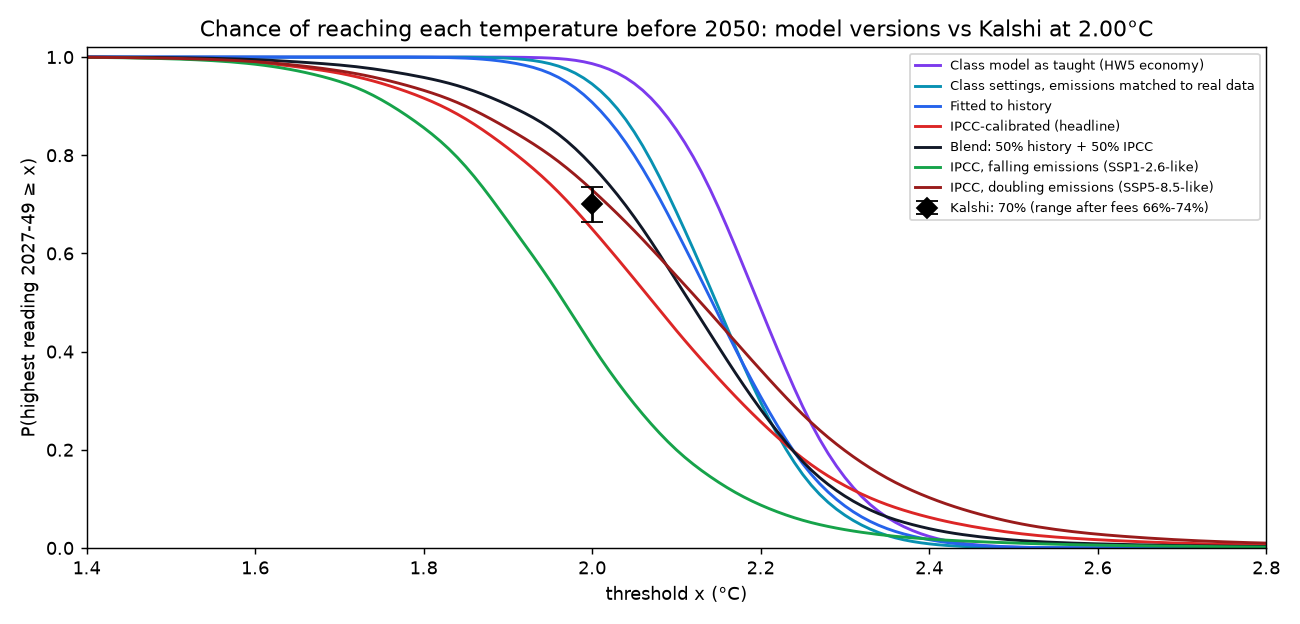 Chance of reaching each temperature before 2050: model versions vs Kalshi at 2.00°C
P(highest reading 2027-49 ≥ x)
1.0
0.8
0.6
0.4
0.2
0.0
Class model as taught (HW5 economy)
Class settings, emissions matched to real data
Fitted to history
IPCC-calibrated (headline)
Blend: 50% history + 50% IPCC
IPCC, falling emissions (SSP1-2.6-like)
IPCC, doubling emissions (SSP5-8.5-like)
Kalshi: 70% (range after fees 66%-74%)
1.4 1.6 1.8 2.0 2.2 2.4 2.6 2.8
threshold x (°C)